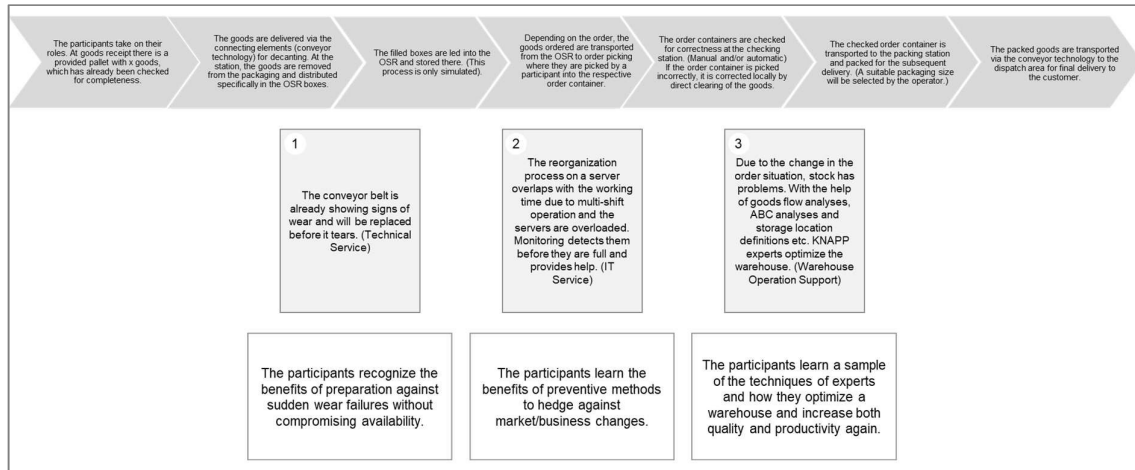 The participants take on their
roles. At goods receipt there is a
provided pallet with x goods,
which has already been checked
for completeness.
The goods are delivered via the
connecting elements (conveyor
technology) for decanting. At the
station, the goods are removed
from the packaging and distributed
specifically in the OSR boxes.
The filled boxes are led into the
OSR and stored there. (This
process is only simulated).
Depending on the order, the
goods ordered are transported
from the OSR to order picking
where they are picked by a
participant into the respective
order container.
The order containers are checked
for correctness at the checking
station. (Manual and/or automatic)
If the order container is picked
incorrectly, it is corrected locally by
direct clearing of the goods.
The checked order container is
transported to the packing station
and packed for the subsequent
delivery. (A suitable packaging size
will be selected by the operator.)
The packed goods are transported
via the conveyor technology to the
dispatch area for final delivery to
the customer.
1
The conveyor belt is
already showing signs of
wear and will be replaced
before it tears. (Technical
Service)
2
The reorganization
process on a server
overlaps with the working
time due to multi-shift
operation and the
servers are overloaded.
Monitoring detects them
before they are full and
provides help. (IT
Service)
3
Due to the change in the
order situation, stock has
problems. With the help
of goods flow analyses,
ABC analyses and
storage location
definitions etc. KNAPP
experts optimize the
warehouse. (Warehouse
Operation Support)
The participants recognize the
benefits of preparation against
sudden wear failures without
compromising availability.
The participants learn the
benefits of preventive methods
to hedge against
market/business changes.
The participants learn a sample
of the techniques of experts
and how they optimize a
warehouse and increase both
quality and productivity again.